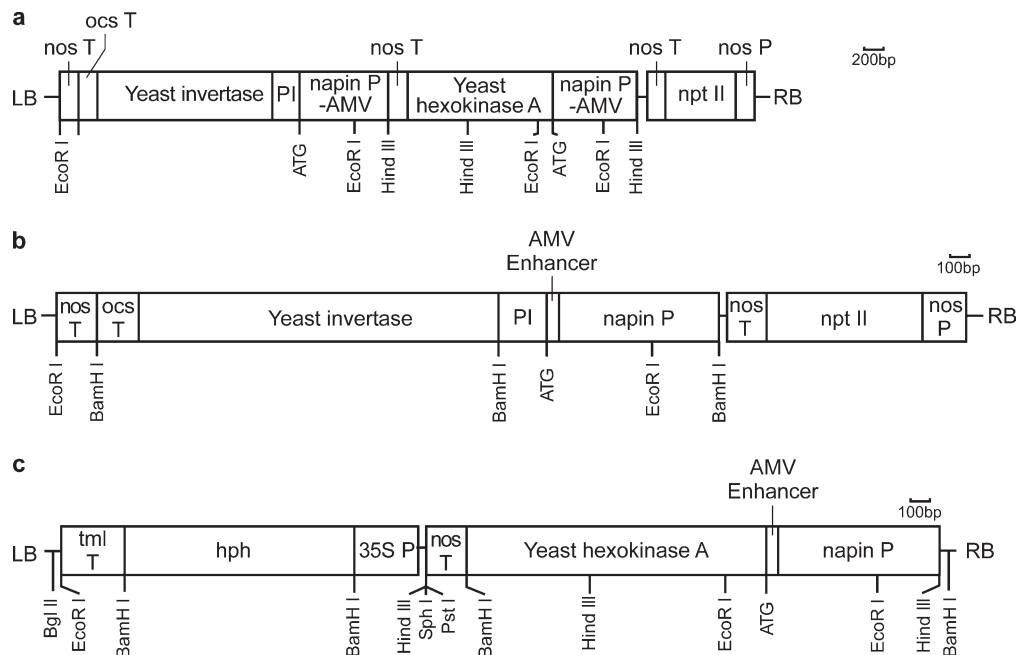 a
ocs T
nos T
nos T
nos T
nos P
200bp
LB
Yeast invertase
PI
napin P
-AMV
Yeast
hexokinase A
napin P
-AMV
npt II
RB
EcoR I
ATG
EcoR I
Hind III
Hind III
EcoR I
ATG
EcoR I
Hind III
b
AMV
Enhancer
100bp
LB
nos
T
ocs
T
Yeast invertase
PI
napin P
nos
T
npt II
nos
P
RB
EcoR I
BamH I
BamH I
ATG
EcoR I
BamH I
c
AMV
Enhancer
100bp
LB
tml
T
hph
35S P
nos
T
Yeast hexokinase A
napin P
RB
Bgl II
EcoR I
BamH I
BamH I
Hind III
Sph I
Pst I
BamH I
Hind III
EcoR I
ATG
EcoR I
Hind III
BamH I